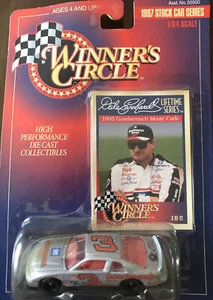 Asst. No. 55500
AGES 4 AND UP
1997 STOCK CAR SERIES
1/64 SCALE
WINNER'S
CIRCLE
HIGH
PERFORMANCE
DIE CAST
COLLECTIBLES
Dale Earnhardt
LIFETIME
SERIES
1995 Goodwrench Monte Carlo
WINNER'S
CIRCLE
3